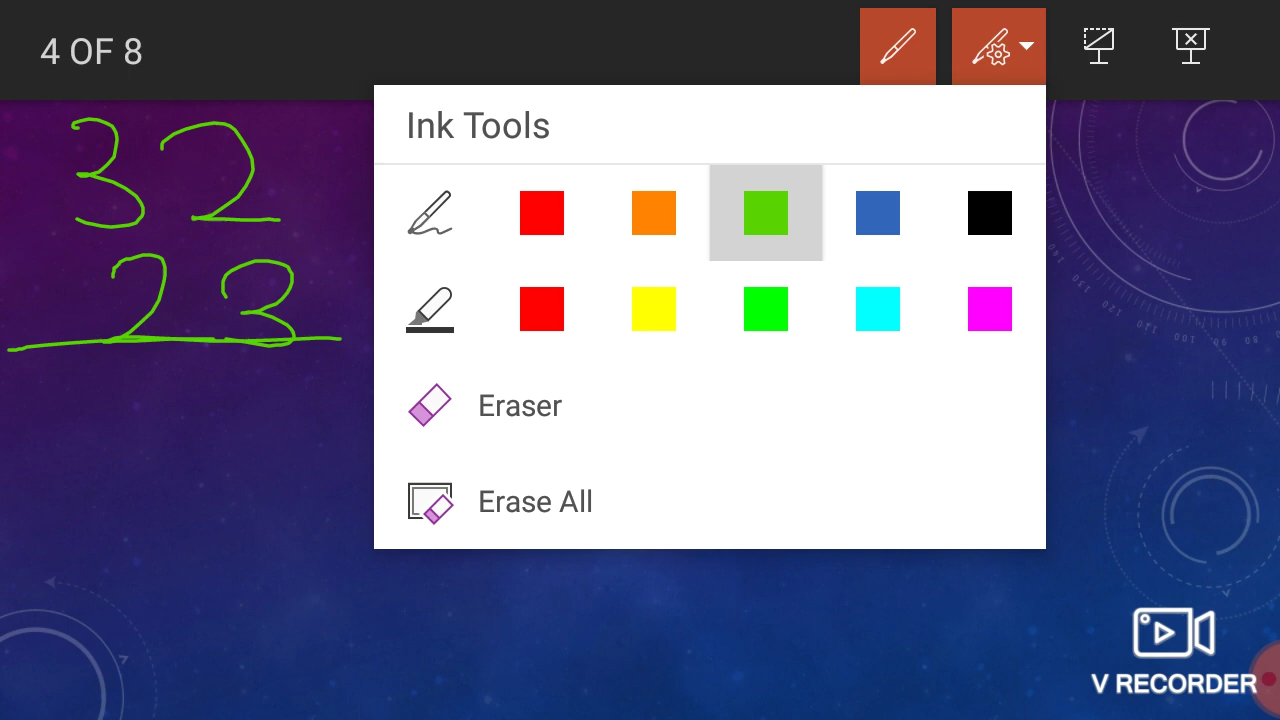 4 OF 8
Ink Tools
32
23
Eraser
Erase All
V RECORDER